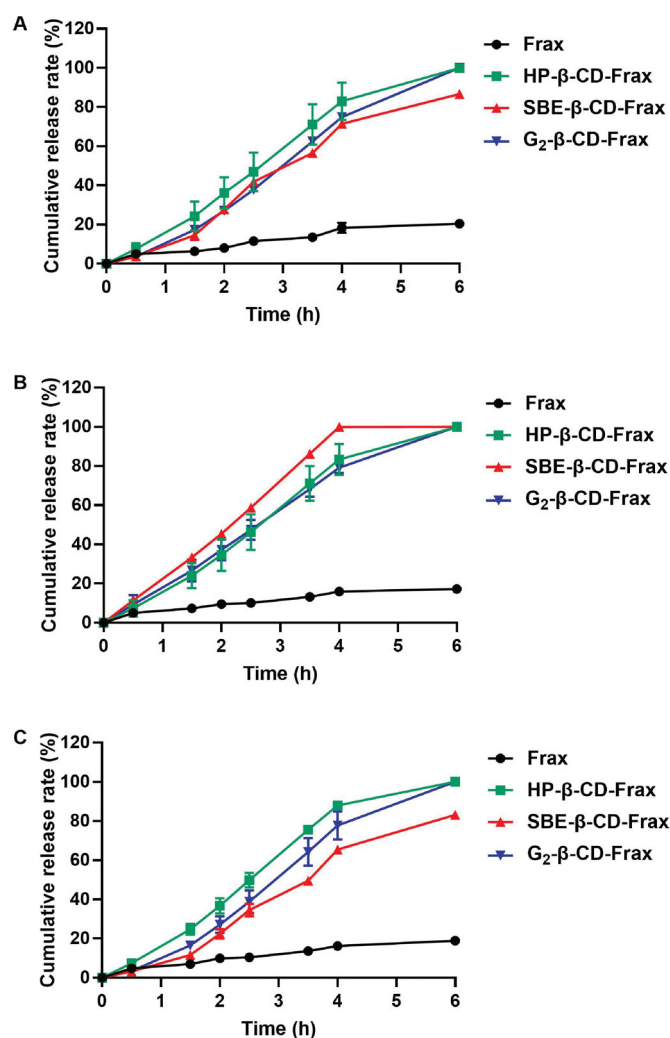 A
Cumulative release rate (%)
120
100
80
60
40
20
0
0 1 2 3 4 5 6
Time (h)
Frax
HP-β-CD-Frax
SBE-β-CD-Frax
G₂-β-CD-Frax
B
Cumulative release rate (%)
120
100
80
60
40
20
0
0 1 2 3 4 5 6
Time (h)
Frax
HP-β-CD-Frax
SBE-β-CD-Frax
G₂-β-CD-Frax
C
Cumulative release rate (%)
120
100
80
60
40
20
0
0 1 2 3 4 5 6
Time (h)
Frax
HP-β-CD-Frax
SBE-β-CD-Frax
G₂-β-CD-Frax